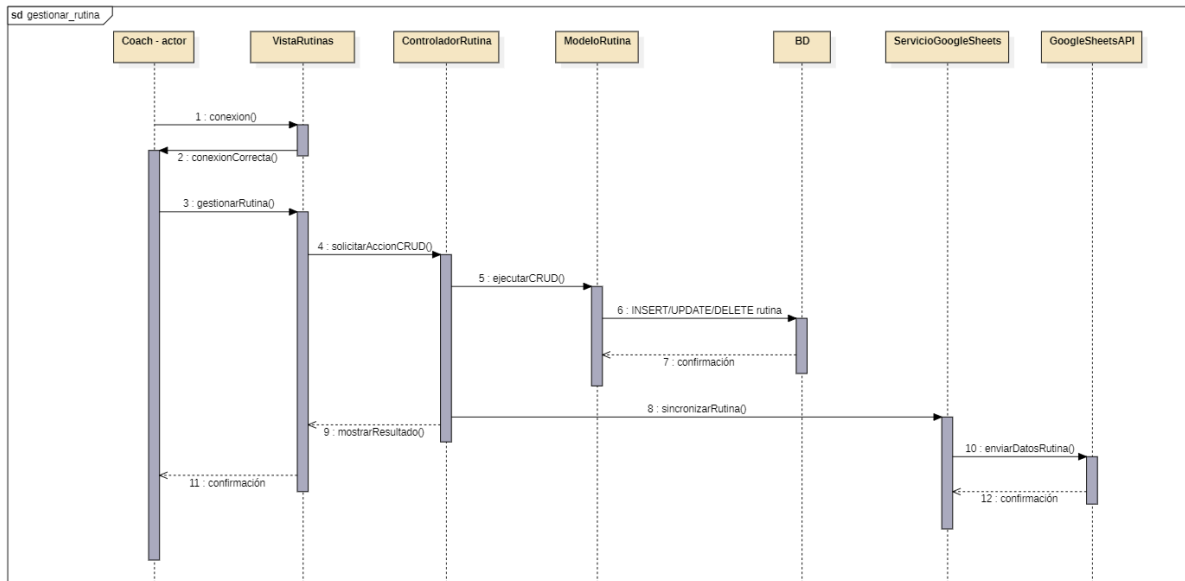 sd gestionar_rutina
Coach - actor
VistaRutinas
ControladorRutina
ModeloRutina
BD
ServicioGoogleSheets
GoogleSheetsAPI
1 : conexion()
2 : conexionCorrecta()
3 : gestionarRutina()
4 : solicitarAccionCRUD()
5 : ejecutarCRUD()
6 : INSERT/UPDATE/DELETE rutina
7 : confirmación
8 : sincronizarRutina()
9 : mostrarResultado()
10 : enviarDatosRutina()
11 : confirmación
12 : confirmación